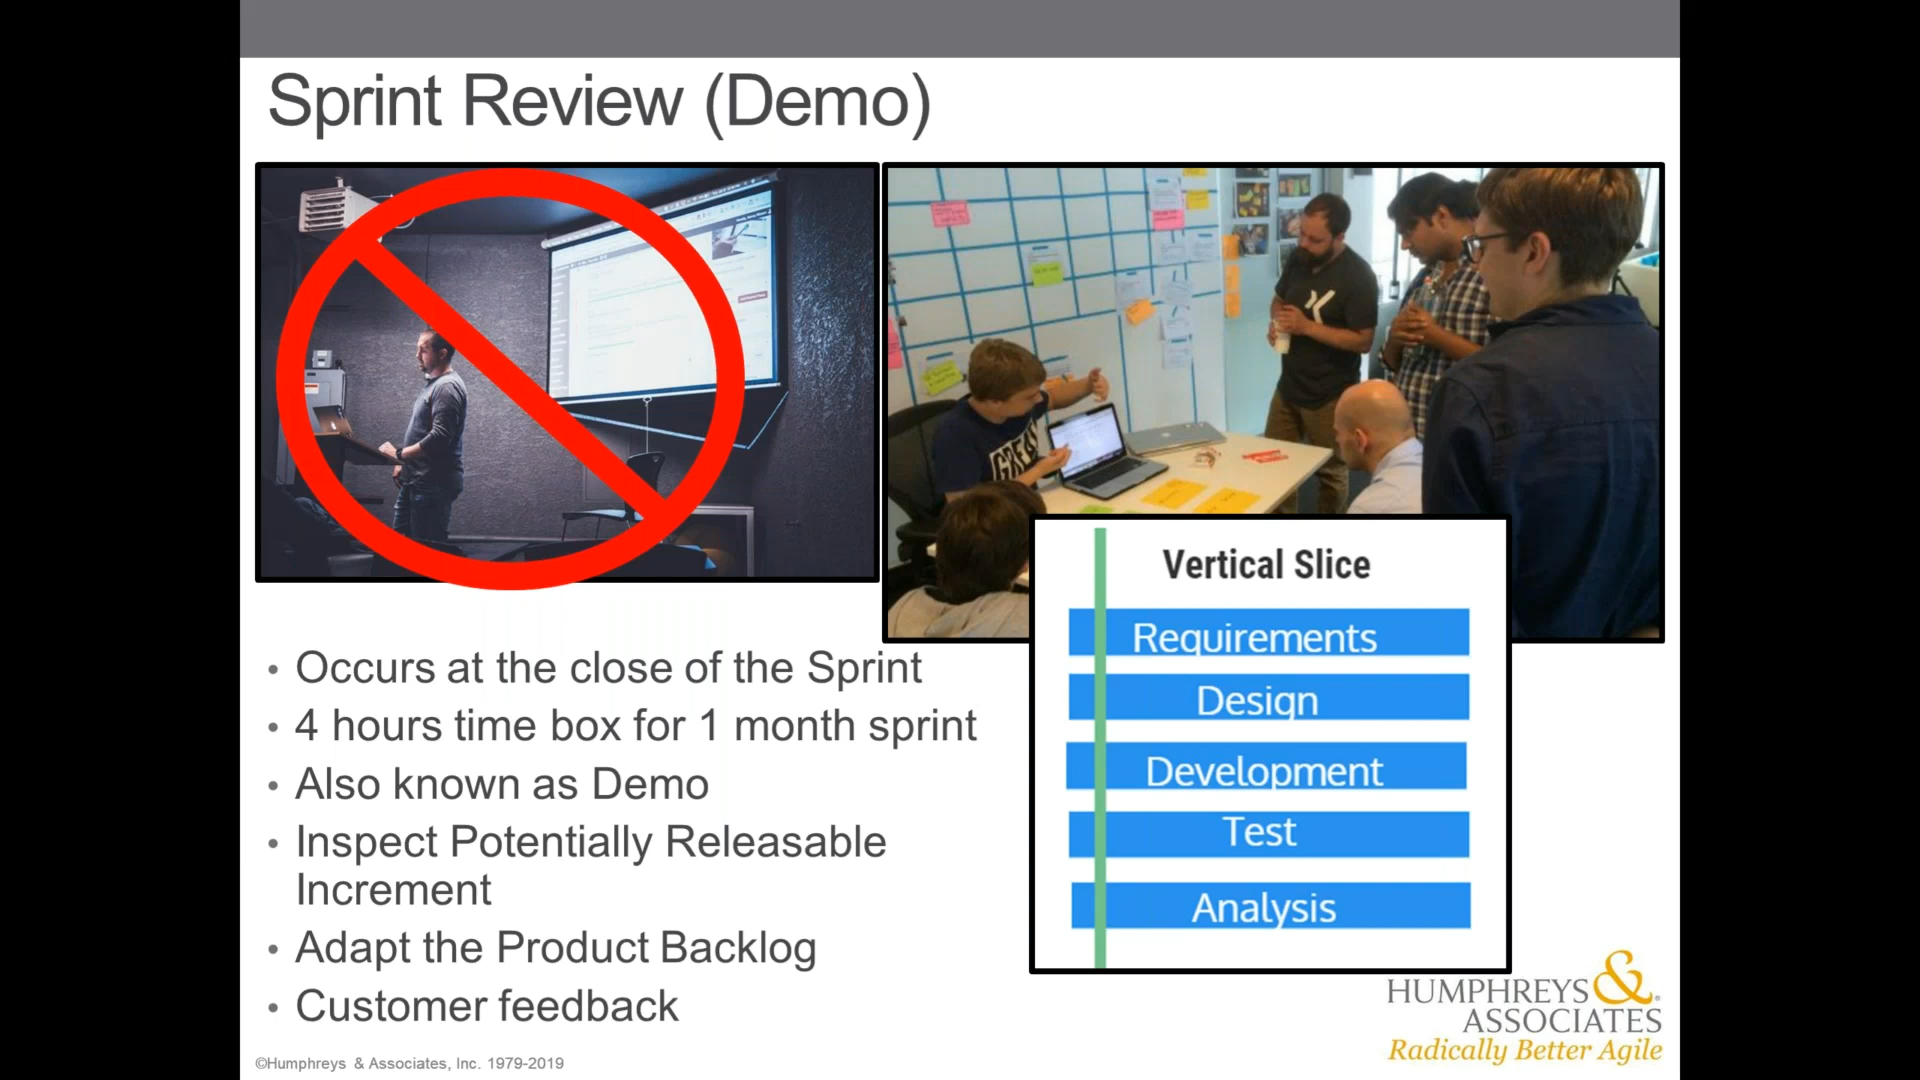 Sprint Review (Demo)
GREAT
Vertical Slice
Requirements
Design
Development
Test
Analysis
• Occurs at the close of the Sprint
• 4 hours time box for 1 month sprint
• Also known as Demo
• Inspect Potentially Releasable
Increment
• Adapt the Product Backlog
• Customer feedback
HUMPHREYS &
ASSOCIATES
Radically Better Agile
©Humphreys & Associates, Inc. 1979-2019